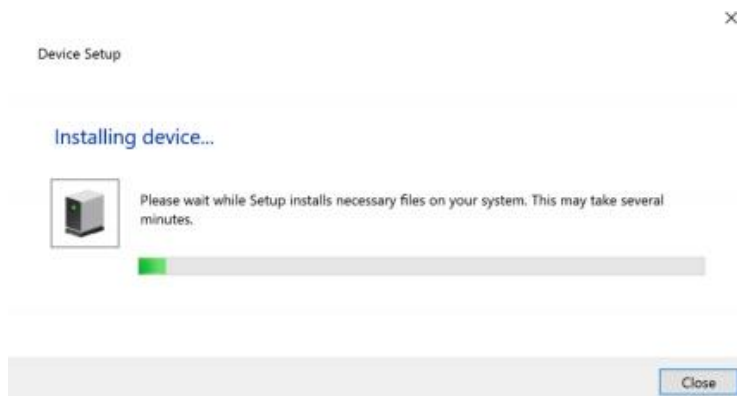 Device Setup
Installing device...
Please wait while Setup installs necessary files on your system. This may take several
minutes.
Close